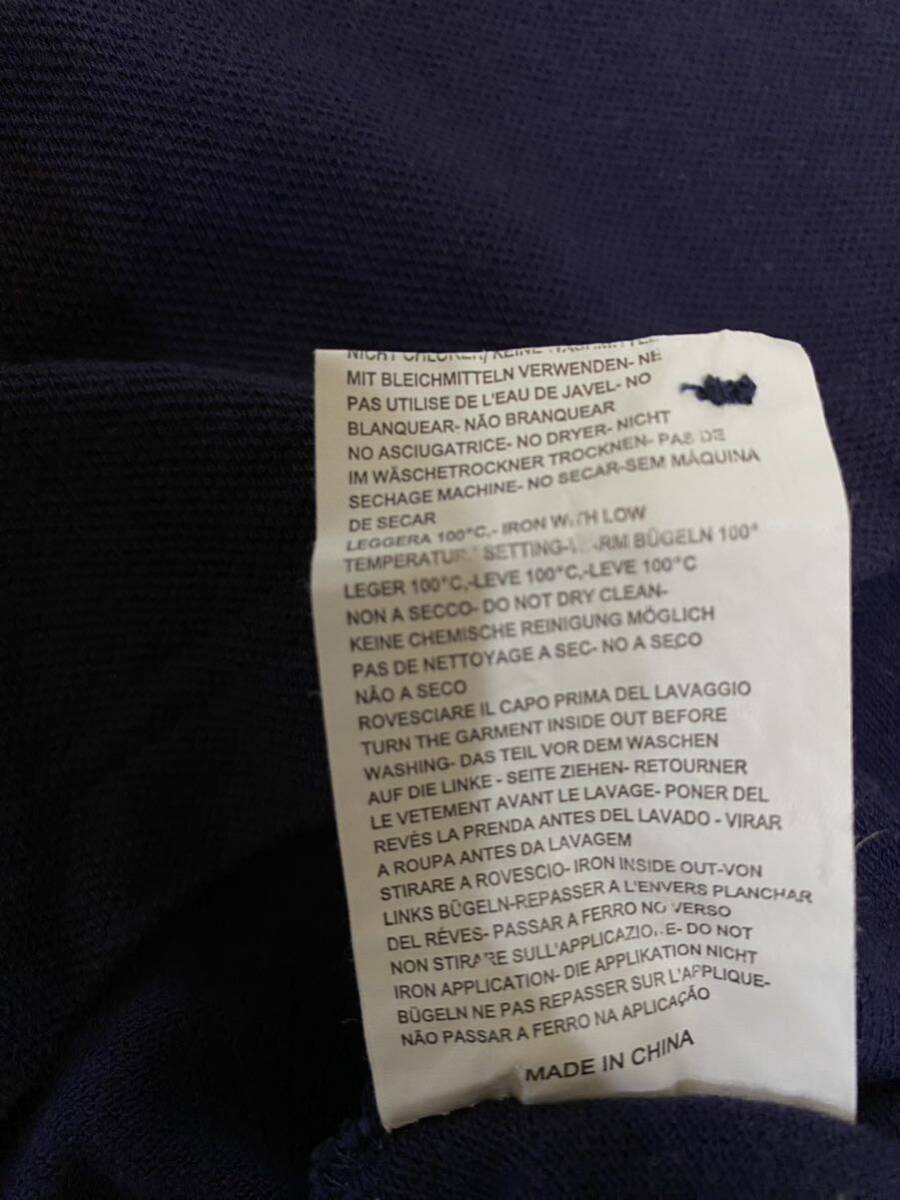 MIT BLEICHMITTELN VERWENDEN- NE
PAS UTILISE DE L'EAU DE JAVEL- NO
BLANQUEAR- NÃO BRANQUEAR
NO ASCIUGATRICE- NO DRYER- NICHT
IM WÄSCHETROCKNER TROCKNEN- PAS DE
SECHAGE MACHINE- NO SECAR-SEM MÁQUINA
DE SECAR
LEGGERA 100°C,- IRON WITH LOW
SETTING- BÜGELN 100°
LEGER 100°C,-LEVE 100°C,-LEVE 100°C
NON A SECCO- DO NOT DRY CLEAN-
KEINE CHEMISCHE REINIGUNG MÖGLICH
PAS DE NETTOYAGE A SEC- NO A SECO
NÃO A SECO
ROVESCIARE IL CAPO PRIMA DEL LAVAGGIO
TURN THE GARMENT INSIDE OUT BEFORE
WASHING- DAS TEIL VOR DEM WASCHEN
AUF DIE LINKE - SEITE ZIEHEN- RETOURNER
LE VETEMENT AVANT LE LAVAGE- PONER DEL
REVÉS LA PRENDA ANTES DEL LAVADO - VIRAR
A ROUPA ANTES DA LAVAGEM
STIRARE A ROVESCIO- IRON INSIDE OUT-VON
LINKS BÜGELN-REPASSER A L'ENVERS PLANCHAR
DEL RÉVES- PASSAR A FERRO NO VERSO
NON STIRARE SULL'APPLICAZIONE- DO NOT
IRON APPLICATION- DIE APPLIKATION NICHT
BÜGELN NE PAS REPASSER SUR L'APPLIQUE-
NÃO PASSAR A FERRO NA APLICAÇÃO
MADE IN CHINA